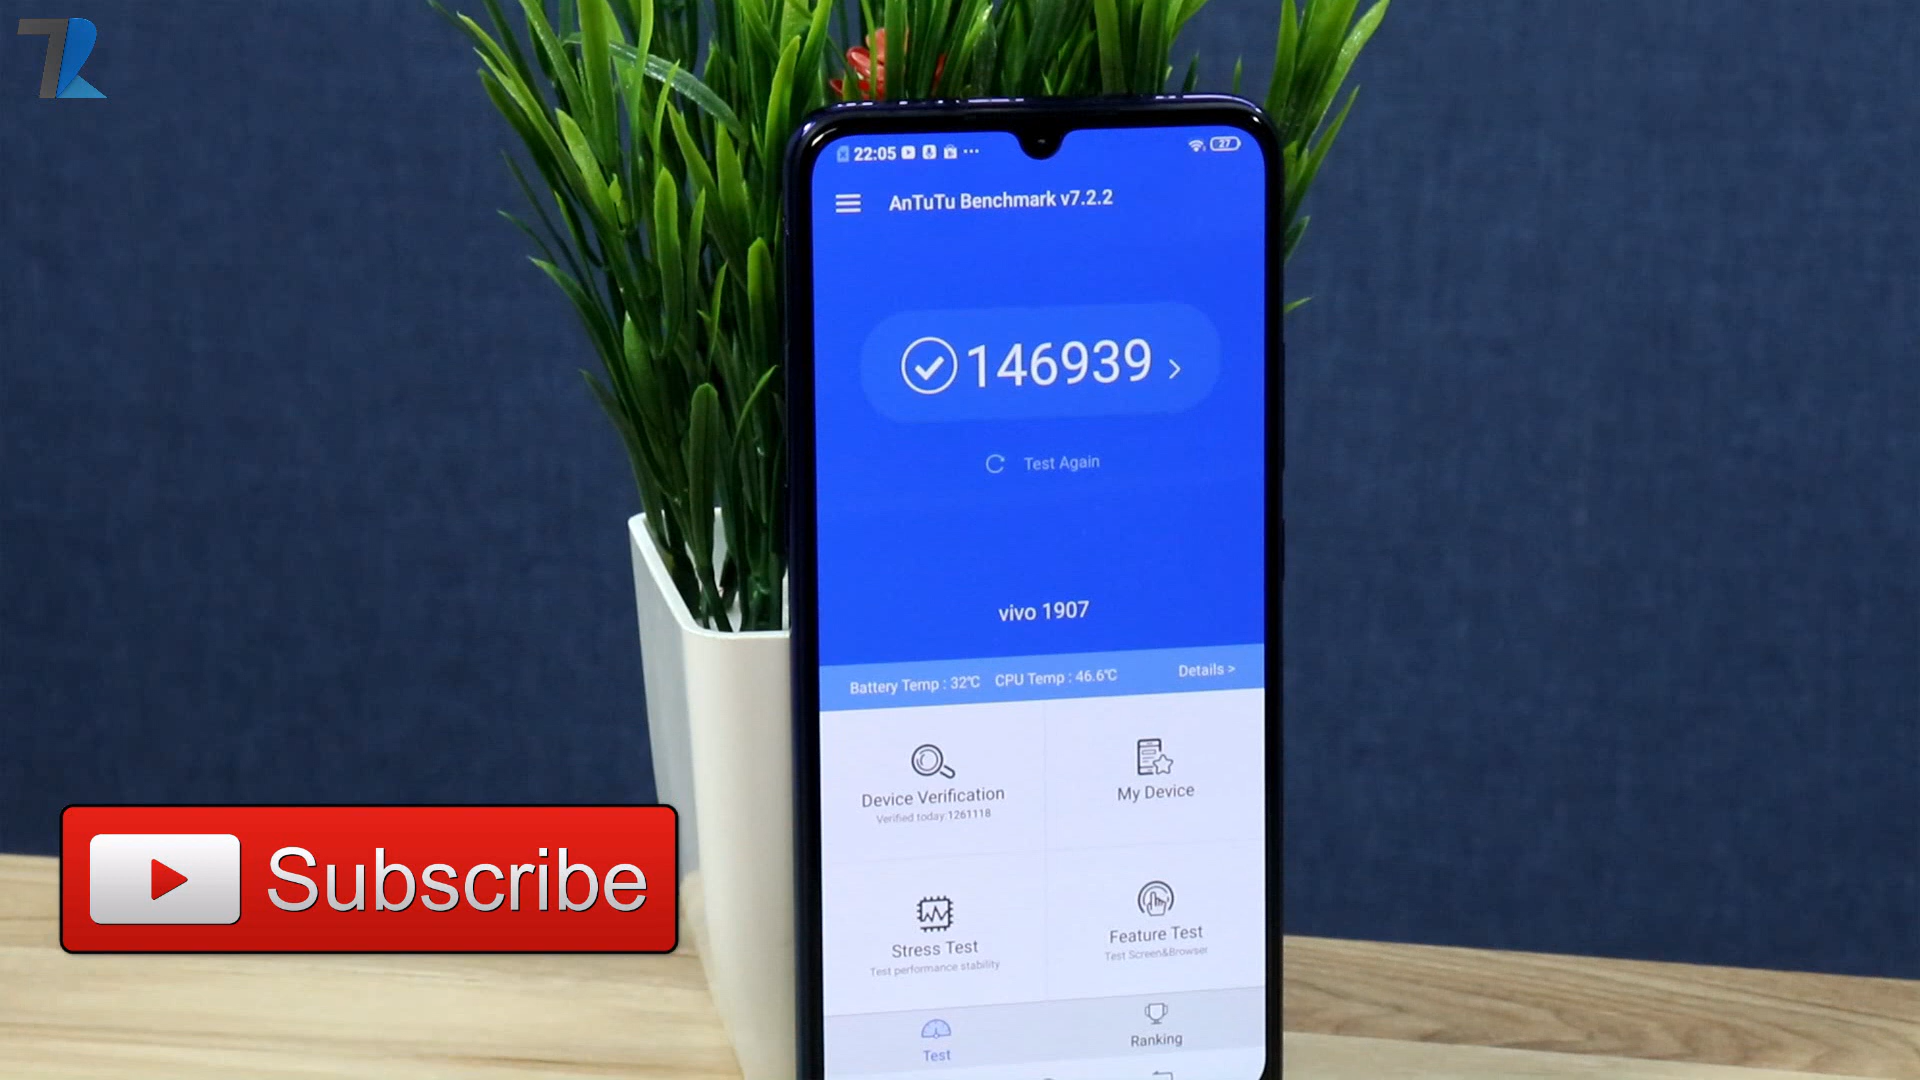 22:05
27
AnTuTu Benchmark v7.2.2
146939 >
Test Again
vivo 1907
Battery Temp : 32℃ CPU Temp : 46.6℃ Details >
Device Verification
Verified today:1261118
My Device
Stress Test
Test performance stability
Feature Test
Test Screen&Browser
Test
Ranking
Subscribe